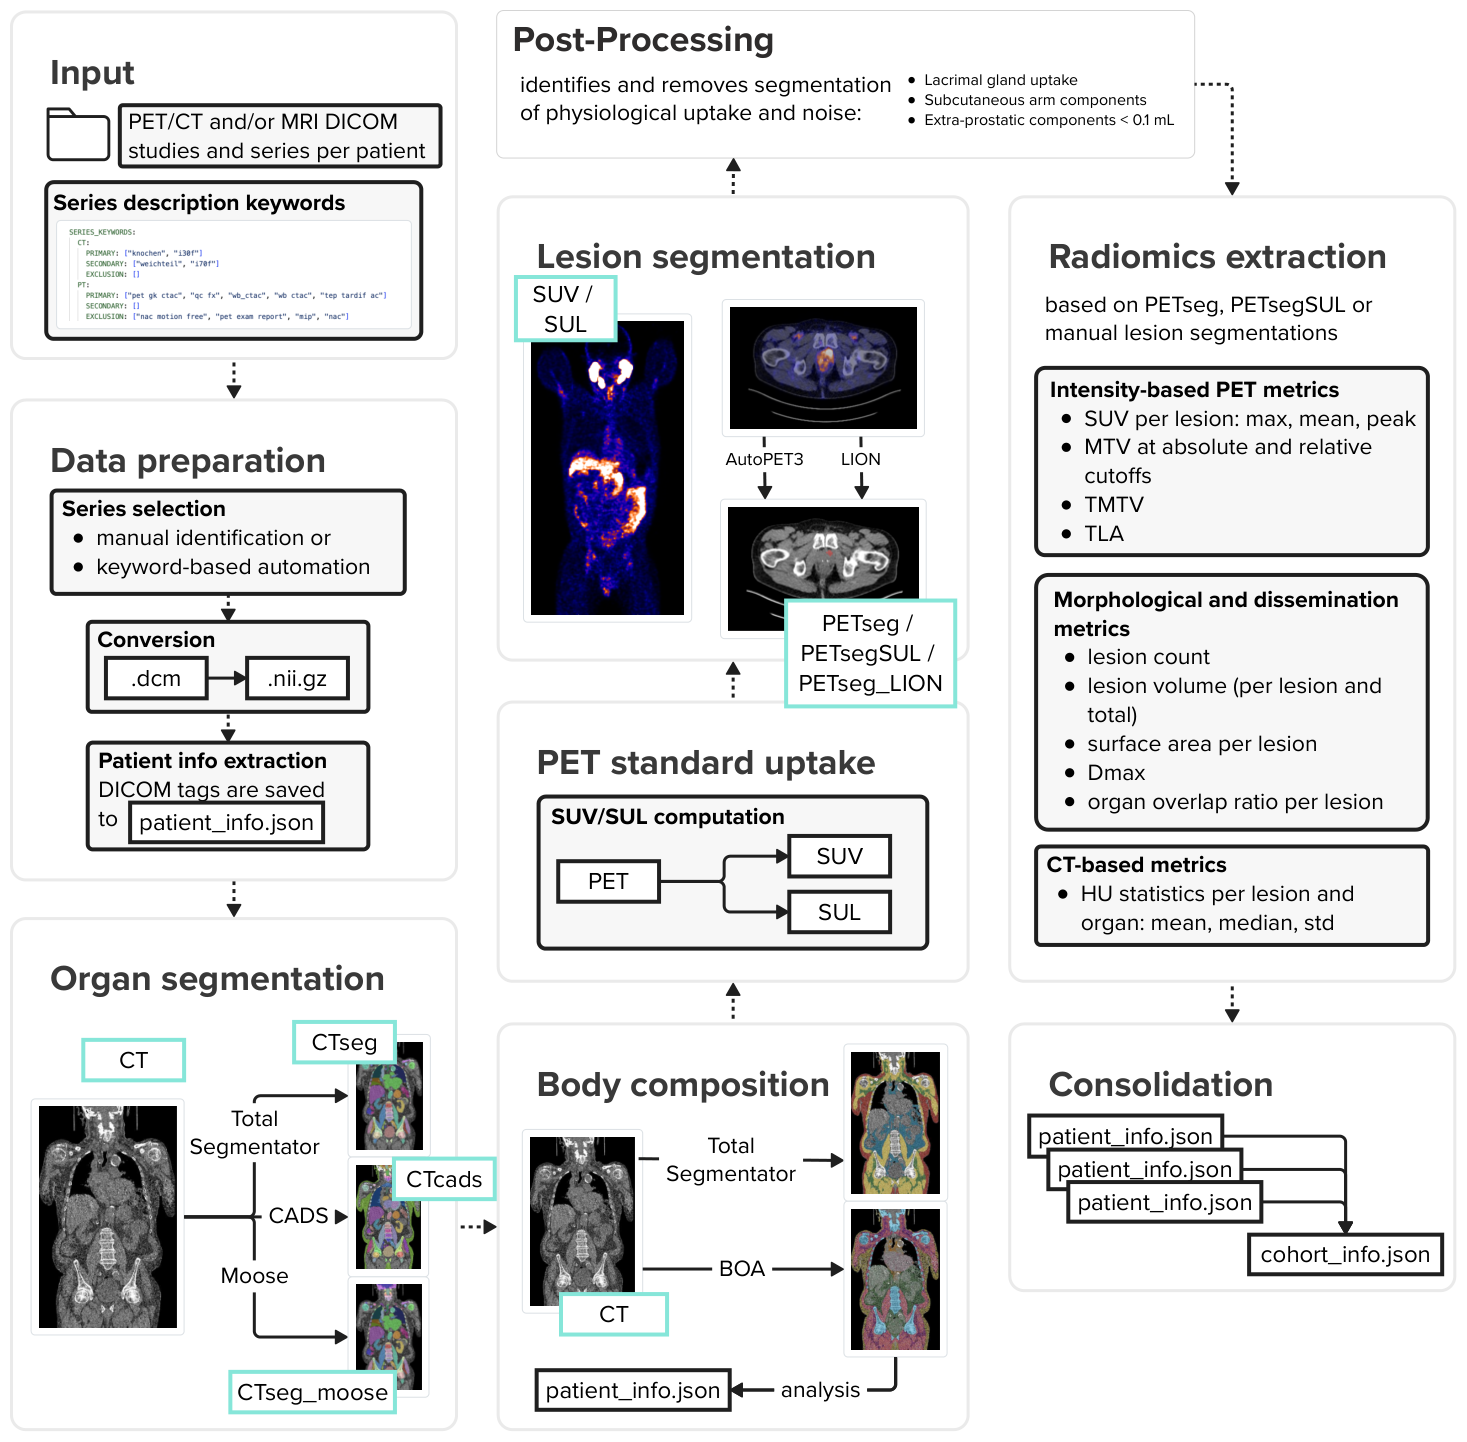 Input
PET/CT and/or MRI DICOM
studies and series per patient
Series description keywords
SERIES_KEYWORDS:
CT:
PRIMARY: ["knochen", "i30f"]
SECONDARY: ["weichteil", "i70f"]
EXCLUSION: []
PT:
PRIMARY: ["pet gk ctac", "qc fx", "wb_ctac", "wb ctac", "tep tardif ac"]
SECONDARY: []
EXCLUSION: ["nac motion free", "pet exam report", "mip", "nac"]
Data preparation
Series selection
● manual identification or
● keyword-based automation
Conversion
.dcm
.nii.gz
Patient info extraction
DICOM tags are saved
to patient_info.json
Organ segmentation
CT
CTseg
Total
Segmentator
CTcads
CADS
Moose
CTseg_moose
Body composition
Total
Segmentator
BOA
CT
patient_info.json
analysis
PET standard uptake
SUV/SUL computation
PET
SUV
SUL
Lesion segmentation
SUV /
SUL
AutoPET3
LION
PETseg /
PETsegSUL /
PETseg_LION
Post-Processing
identifies and removes segmentation
of physiological uptake and noise:
● Lacrimal gland uptake
● Subcutaneous arm components
● Extra-prostatic components < 0.1 mL
Radiomics extraction
based on PETseg, PETsegSUL or
manual lesion segmentations
Intensity-based PET metrics
● SUV per lesion: max, mean, peak
● MTV at absolute and relative
cutoffs
● TMTV
● TLA
Morphological and dissemination
metrics
● lesion count
● lesion volume (per lesion and
total)
● surface area per lesion
● Dmax
● organ overlap ratio per lesion
CT-based metrics
● HU statistics per lesion and
organ: mean, median, std
Consolidation
patient_info.json
patient_info.json
patient_info.json
cohort_info.json